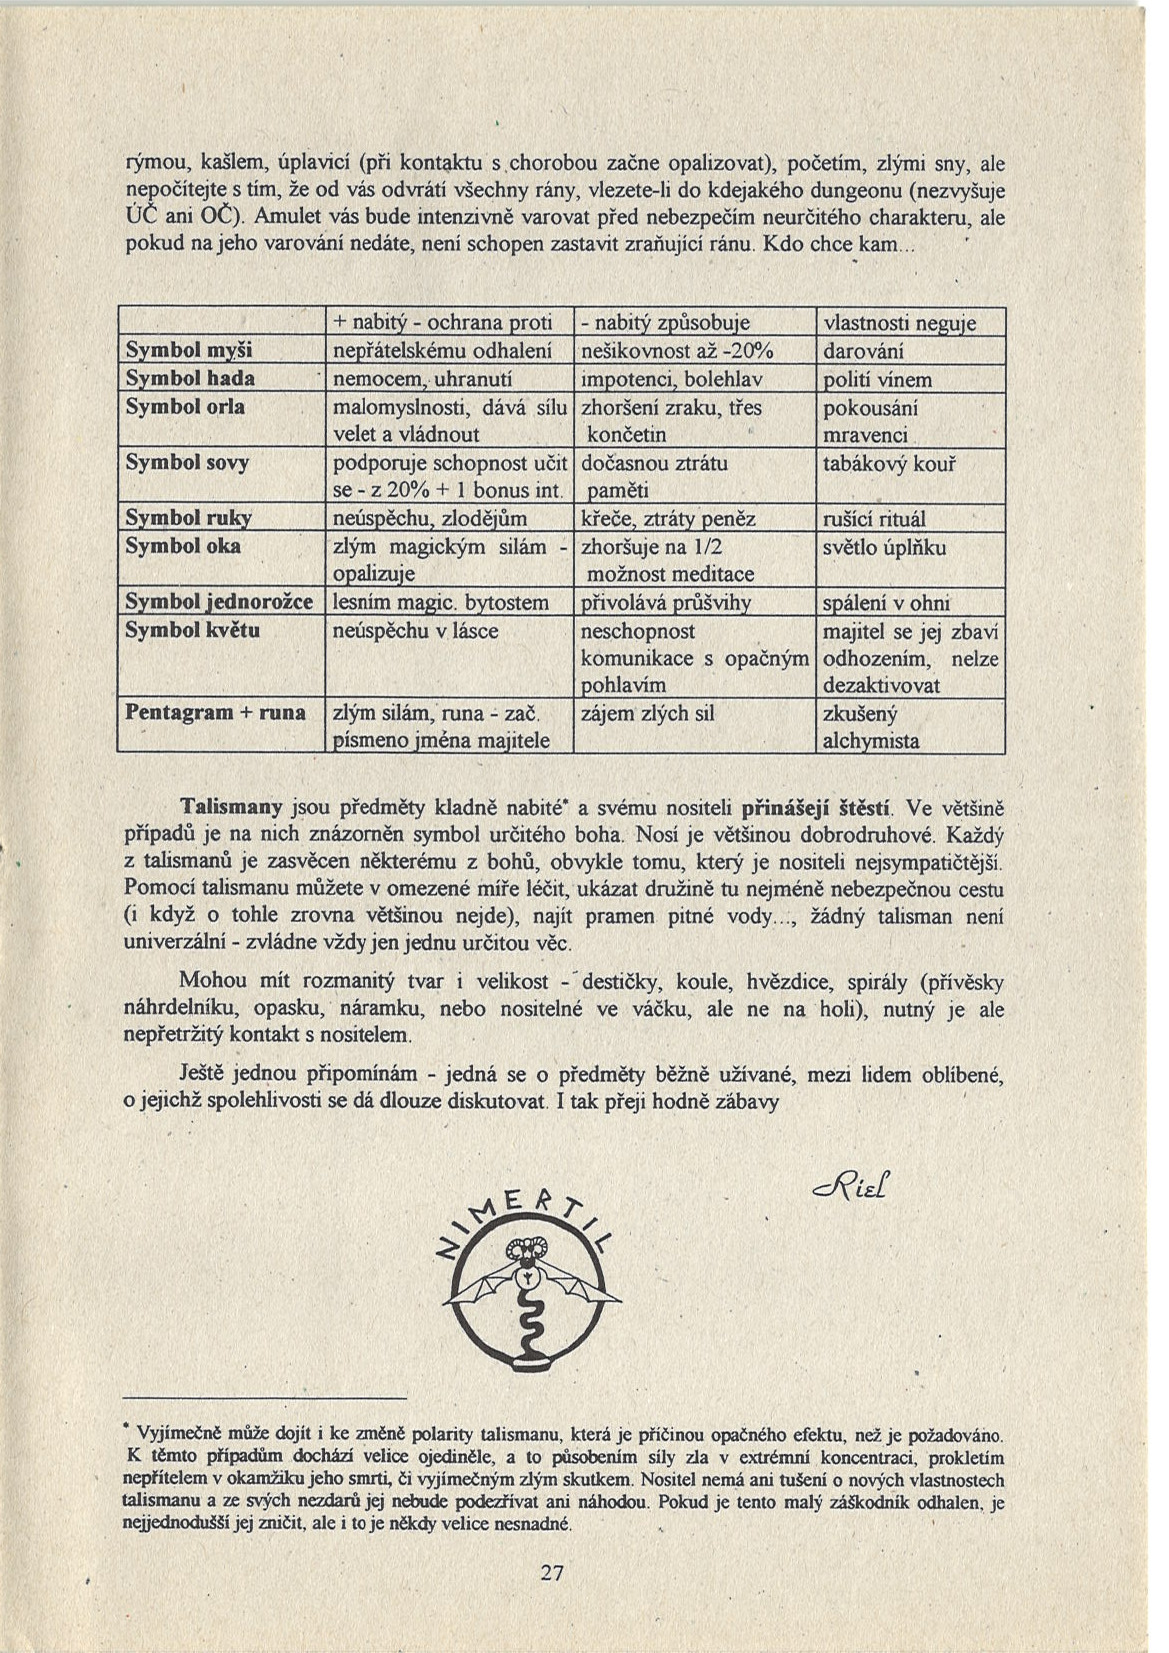 rýmou, kašlem, úplavicí (při kontaktu s chorobou začne opalizovat), početím, zlými sny, ale
nepočítejte s tím, že od vás odvrátí všechny rány, vlezete-li do kdejakého dungeonu (nezvyšuje
ÚČ ani OČ). Amulet vás bude intenzivně varovat před nebezpečím neurčitého charakteru, ale
pokud na jeho varování nedáte, není schopen zastavit zraňující ránu. Kdo chce kam...
+ nabitý - ochrana proti - nabitý způsobuje vlastnosti neguje
Symbol myši nepřátelskému odhalení nešikovnost až -20% darování
Symbol hada nemocem, uhranutí impotenci, bolehlav polití vínem
Symbol orla malomyslnosti, dává sílu zhoršení zraku, třes pokousání
velet a vládnout končetin mravenci
Symbol sovy podporuje schopnost učit dočasnou ztrátu tabákový kouř
se - z 20% + 1 bonus int. paměti
Symbol ruky neúspěchu, zlodějům křeče, ztráty peněz rušící rituál
Symbol oka zlým magickým silám - zhoršuje na 1/2 světlo úplňku
opalizuje možnost meditace
Symbol jednorožce lesním magic. bytostem přivolává průšvihy spálení v ohni
Symbol květu neúspěchu v lásce neschopnost majitel se jej zbaví
komunikace s opačným odhozením, nelze
pohlavím dezaktivovat
Pentagram + runa zlým silám, runa - zač. zájem zlých sil zkušený
písmeno jména majitele alchymista
Talismany jsou předměty kladně nabité* a svému nositeli přinášejí štěstí. Ve většině
případů je na nich znázorněn symbol určitého boha. Nosí je většinou dobrodruhové. Každý
z talismanů je zasvěcen některému z bohů, obvykle tomu, který je nositeli nejsympatičtější.
Pomocí talismanu můžete v omezené míře léčit, ukázat družině tu nejméně nebezpečnou cestu
(i když o tohle zrovna většinou nejde), najít pramen pitné vody..., žádný talisman není
univerzální - zvládne vždy jen jednu určitou věc.
Mohou mít rozmanitý tvar i velikost - destičky, koule, hvězdice, spirály (přívěsky
náhrdelníku, opasku, náramku, nebo nositelné ve váčku, ale ne na holi), nutný je ale
nepřetržitý kontakt s nositelem.
Ještě jednou připomínám - jedná se o předměty běžně užívané, mezi lidem oblíbené,
o jejichž spolehlivosti se dá dlouze diskutovat. I tak přeji hodně zábavy
Riel
NIMERTIL
* Vyjímečně může dojít i ke změně polarity talismanu, která je příčinou opačného efektu, než je požadováno.
K těmto případům dochází velice ojediněle, a to působením síly zla v extrémní koncentraci, prokletím
nepřítelem v okamžiku jeho smrti, či vyjímečným zlým skutkem. Nositel nemá ani tušení o nových vlastnostech
talismanu a ze svých nezdarů jej nebude podezřívat ani náhodou. Pokud je tento malý záškodník odhalen, je
nejjednodušší jej zničit, ale i to je někdy velice nesnadné.
27